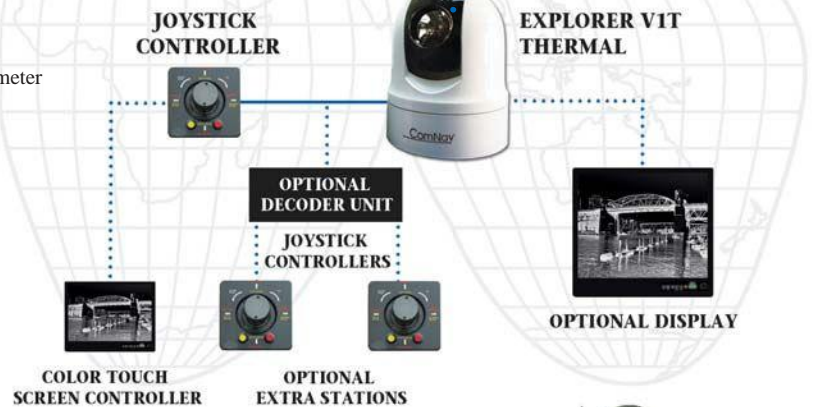 JOYSTICK
CONTROLLER
EXPLORER V1T
THERMAL
meter
ComNav
OPTIONAL
DECODER UNIT
JOYSTICK
CONTROLLERS
OPTIONAL DISPLAY
COLOR TOUCH
SCREEN CONTROLLER
OPTIONAL
EXTRA STATIONS